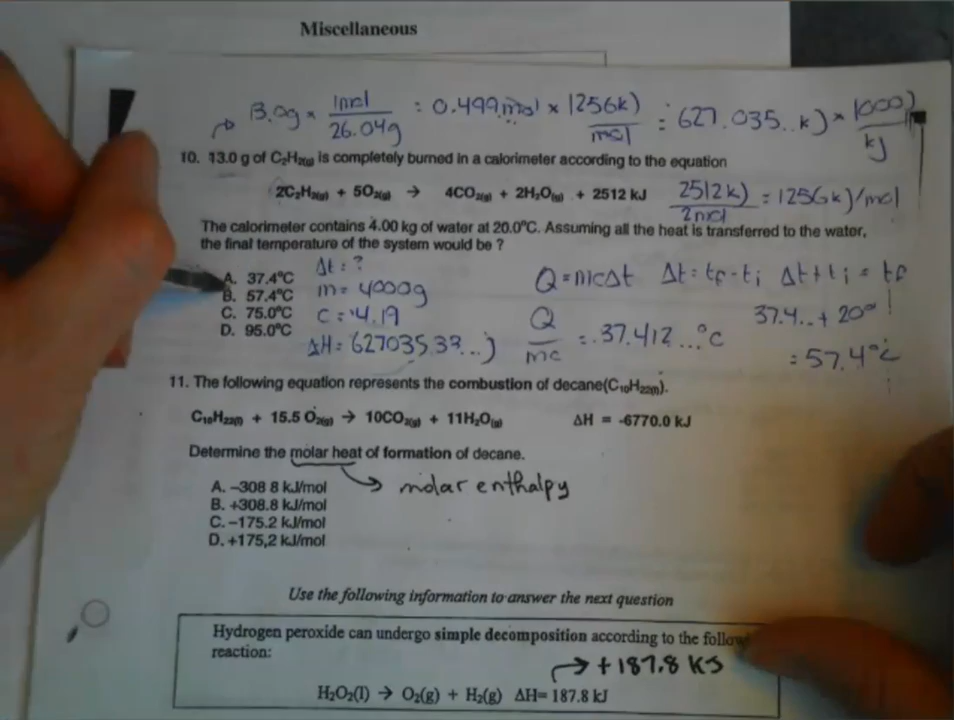 Miscellaneous
13.0g × 1mol / 26.04g = 0.499mol × 1256kJ / mol = 627.035.. kJ × 1000J / kJ
10. 13.0 g of C₂H₂₍g₎ is completely burned in a calorimeter according to the equation
2C₂H₂₍g₎ + 5O₂₍g₎ → 4CO₂₍g₎ + 2H₂O₍g₎ + 2512 kJ 2512kJ / 2mol = 1256kJ/mol
The calorimeter contains 4.00 kg of water at 20.0°C. Assuming all the heat is transferred to the water,
the final temperature of the system would be ?
A. 37.4°C
B. 57.4°C
C. 75.0°C
D. 95.0°C
Δt = ?
m = 4000g
c = 4.19
ΔH = 627035.33...J
Q = mcΔt Δt = tf - ti Δt + ti = tf
Q / mc = 37.412...°c
37.4.. + 20°
= 57.4°c
11. The following equation represents the combustion of decane(C₁₀H₂₂₍l₎).
C₁₀H₂₂₍l₎ + 15.5 O₂₍g₎ → 10CO₂₍g₎ + 11H₂O₍g₎ ΔH = -6770.0 kJ
Determine the molar heat of formation of decane.
→ molar enthalpy
A. –308 8 kJ/mol
B. +308.8 kJ/mol
C. –175.2 kJ/mol
D. +175,2 kJ/mol
Use the following information to answer the next question
Hydrogen peroxide can undergo simple decomposition according to the
reaction:
→ +187.8 KJ
H₂O₂(l) → O₂(g) + H₂(g) ΔH= 187.8 kJ